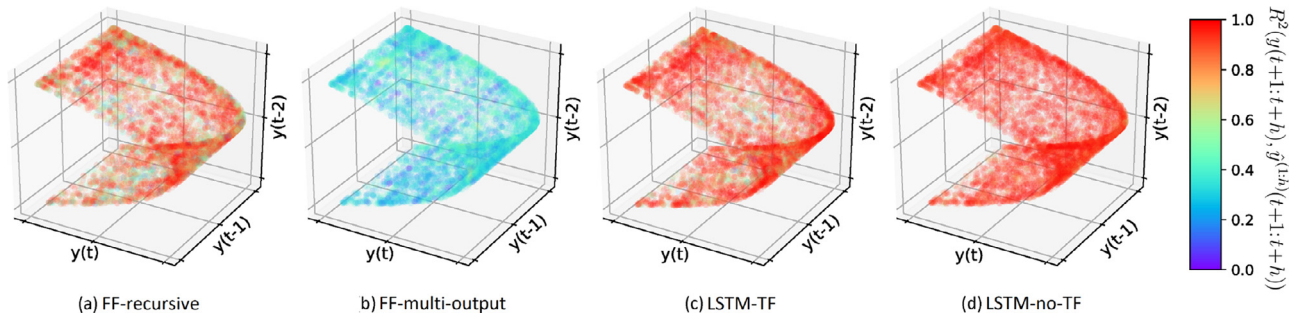 y(t-2)
y(t-1)
y(t)
y(t-2)
y(t-1)
y(t)
y(t-2)
y(t-1)
y(t)
y(t-2)
y(t-1)
y(t)
1.0
0.8
0.6
0.4
0.2
0.0
R²(y(t+1:t+h), ŷ⁽¹:ʰ⁾(t+1:t+h))
(a) FF-recursive
b) FF-multi-output
(c) LSTM-TF
(d) LSTM-no-TF